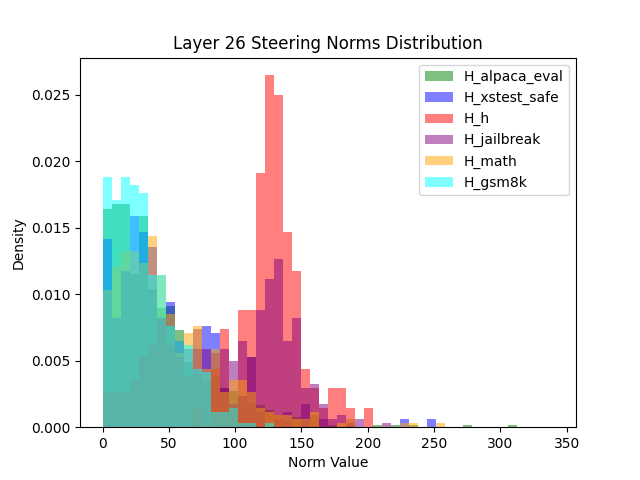 Layer 26 Steering Norms Distribution
H_alpaca_eval
H_xstest_safe
H_h
H_jailbreak
H_math
H_gsm8k
Density
0.025
0.020
0.015
0.010
0.005
0.000
0
50
100
150
200
250
300
350
Norm Value